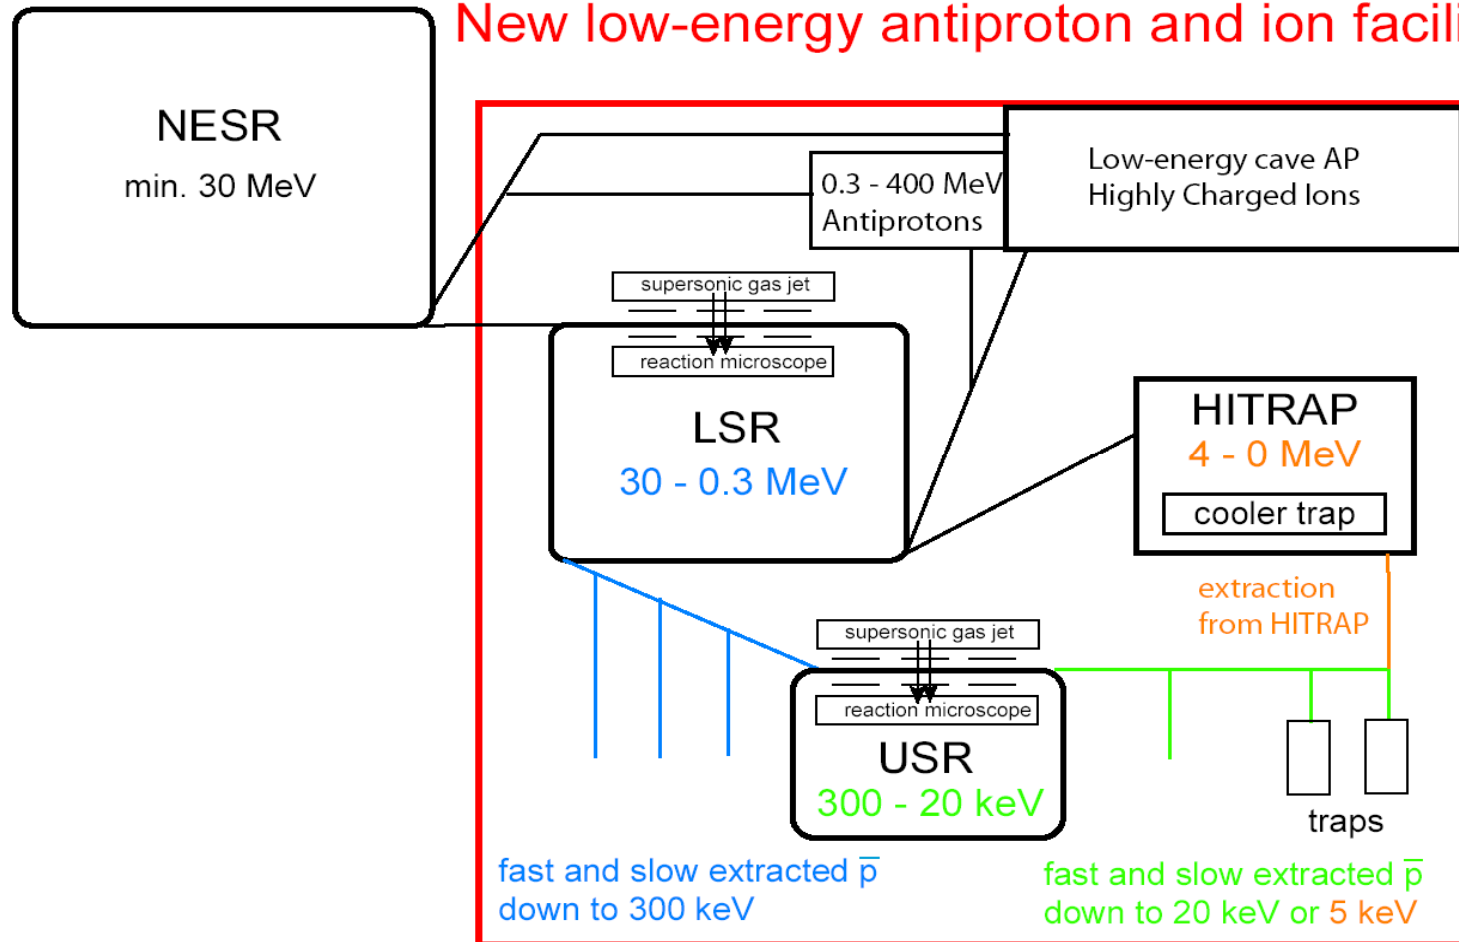 New low-energy antiproton and ion facili
NESR
min. 30 MeV
Low-energy cave AP
Highly Charged Ions
0.3 - 400 MeV
Antiprotons
supersonic gas jet
reaction microscope
LSR
30 - 0.3 MeV
HITRAP
4 - 0 MeV
cooler trap
extraction
from HITRAP
supersonic gas jet
reaction microscope
USR
300 - 20 keV
traps
fast and slow extracted p̅
down to 300 keV
fast and slow extracted p̅
down to 20 keV or 5 keV